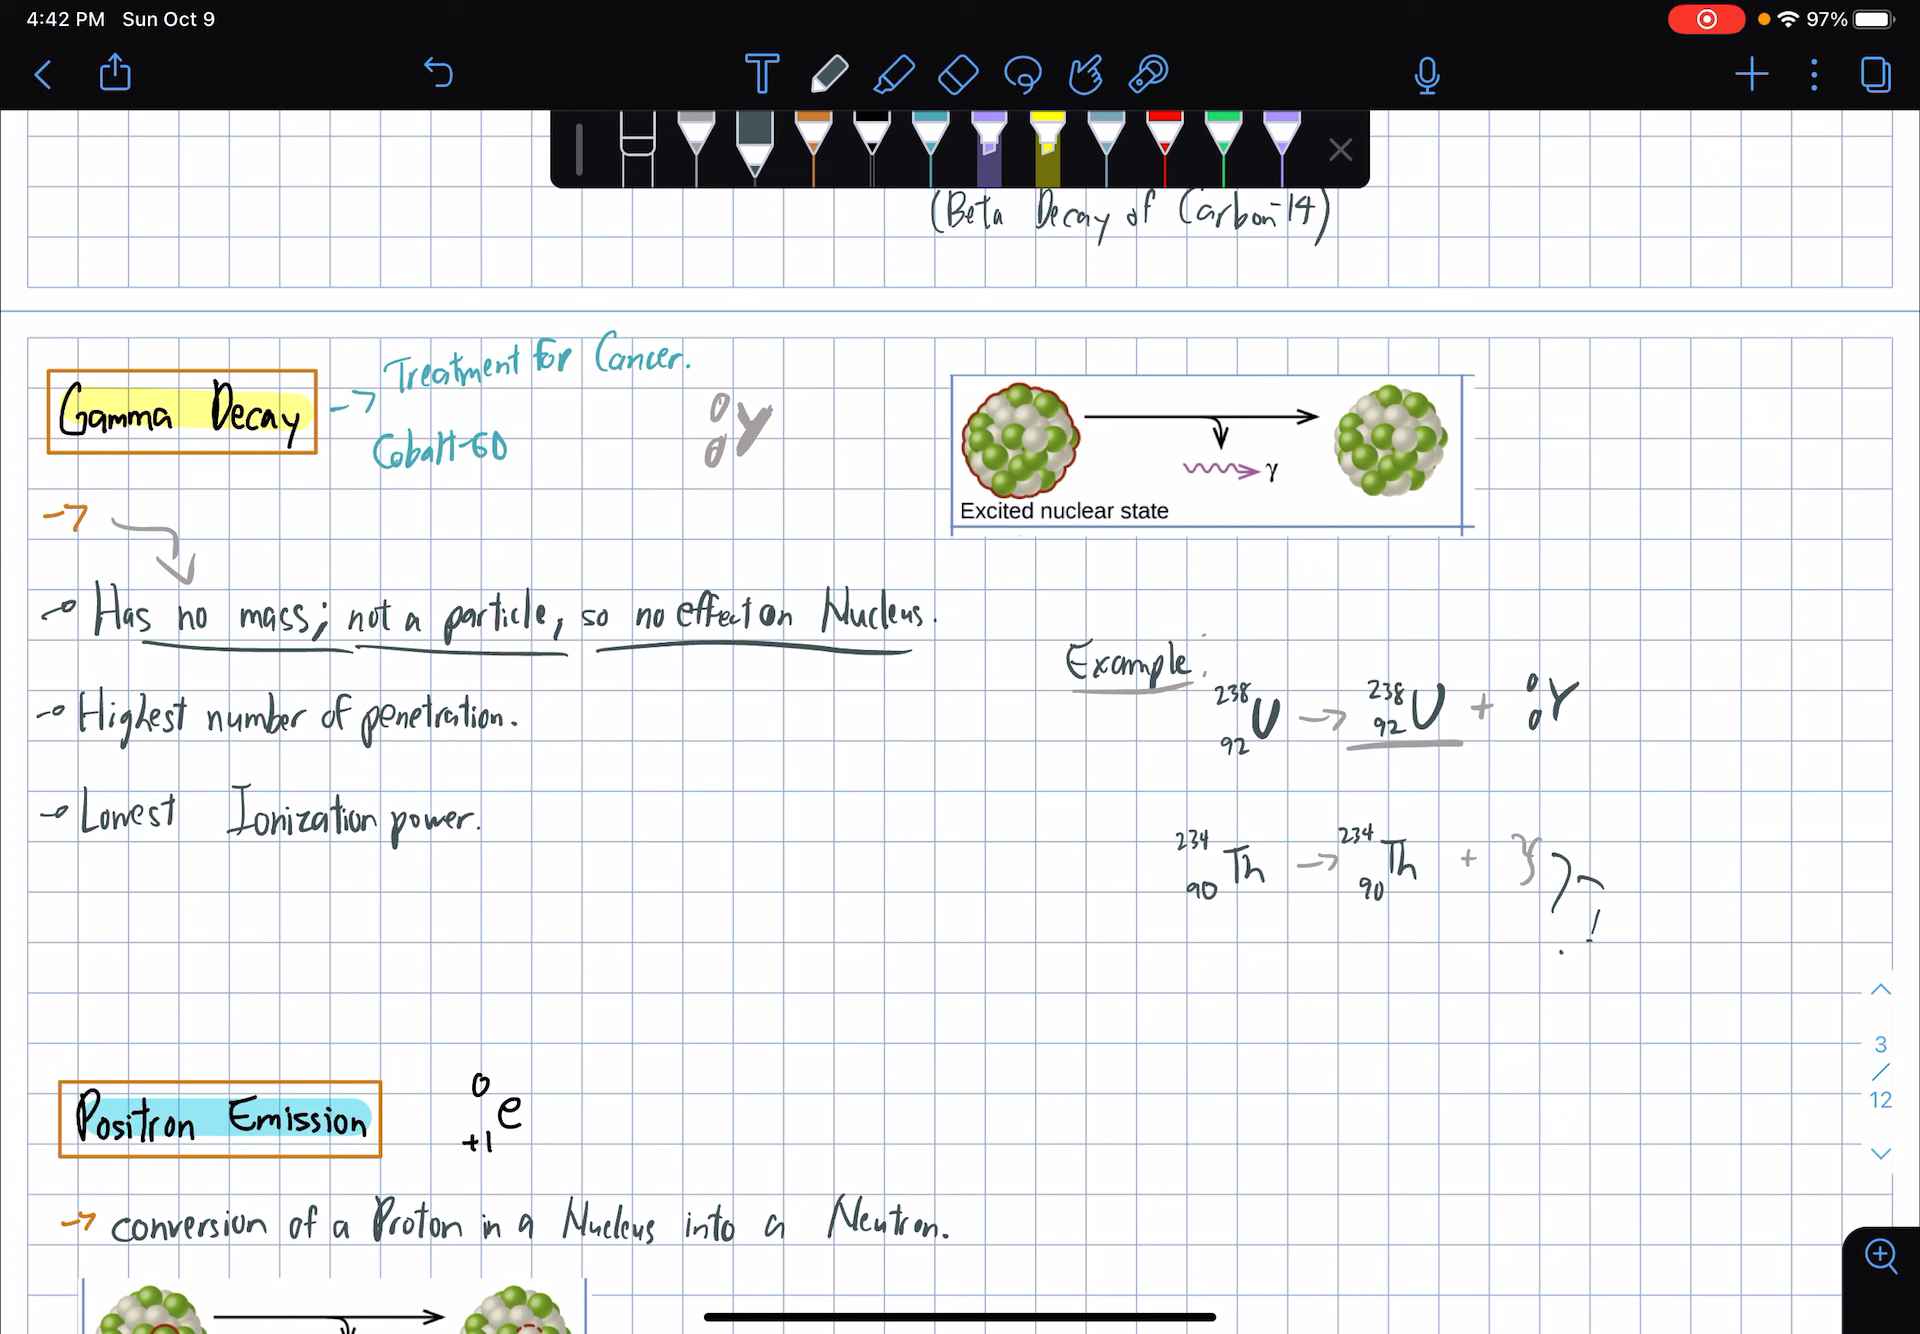 4:42 PM Sun Oct 9
97%
(Beta Decay of Carbon-14)
Gamma Decay
→ Treatment for Cancer.
Cobalt-60
0
0 γ
γ
Excited nuclear state
→
→ Has no mass; not a particle, so no effect on Nucleus.
→ Highest number of penetration.
→ Lowest Ionization power.
Example:
238 92 U → 238 92 U + 0 0 γ
234 90 Th → 234 90 Th +
3
/
12
Positron Emission
0
+1 e
→ conversion of a Proton in a Nucleus into a Neutron.